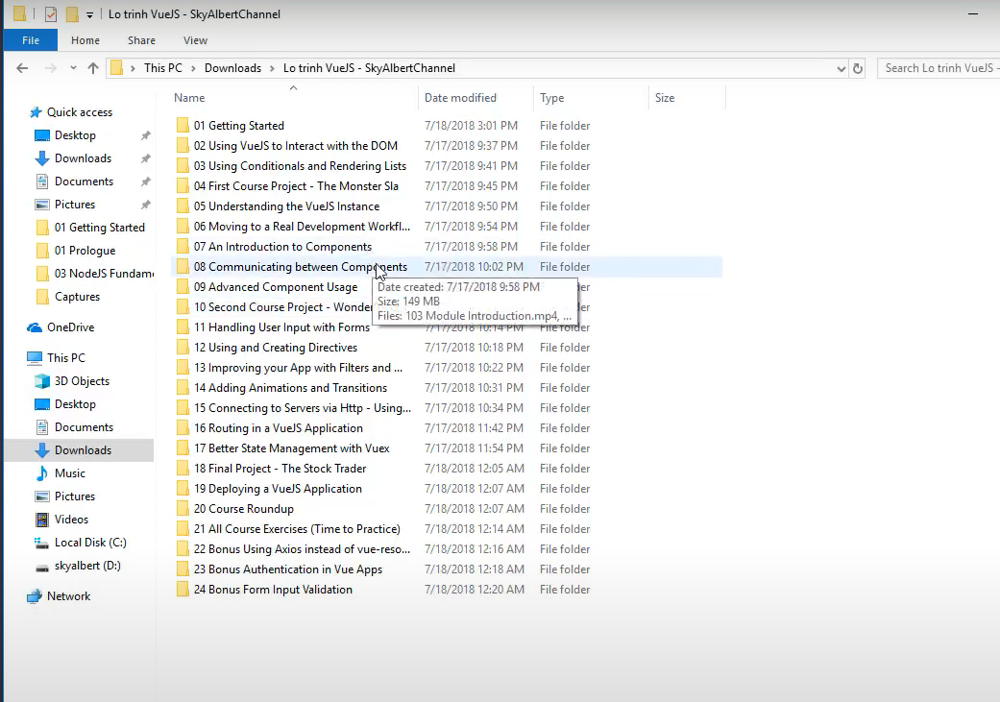 Lo trinh VueJS - SkyAlbertChannel
File Home Share View
This PC Downloads Lo trinh VueJS - SkyAlbertChannel Search Lo trinh VueJS -
Name Date modified Type Size
Quick access
Desktop
Downloads
Documents
Pictures
01 Getting Started
01 Prologue
03 NodeJS Fundam
Captures
OneDrive
This PC
3D Objects
Desktop
Documents
Downloads
Music
Pictures
Videos
Local Disk (C:)
skyalbert (D:)
Network
01 Getting Started 7/18/2018 3:01 PM File folder
02 Using VueJS to Interact with the DOM 7/17/2018 9:37 PM File folder
03 Using Conditionals and Rendering Lists 7/17/2018 9:41 PM File folder
04 First Course Project - The Monster Sla 7/17/2018 9:45 PM File folder
05 Understanding the VueJS Instance 7/17/2018 9:50 PM File folder
06 Moving to a Real Development Workfl... 7/17/2018 9:54 PM File folder
07 An Introduction to Components 7/17/2018 9:58 PM File folder
08 Communicating between Components 7/17/2018 10:02 PM File folder
09 Advanced Component Usage
Date created: 7/17/2018 9:58 PM
Size: 149 MB
Files: 103 Module Introduction.mp4, ...
10 Second Course Project - Wonder
11 Handling User Input with Forms 7/17/2018 10:14 PM File folder
12 Using and Creating Directives 7/17/2018 10:18 PM File folder
13 Improving your App with Filters and ... 7/17/2018 10:22 PM File folder
14 Adding Animations and Transitions 7/17/2018 10:31 PM File folder
15 Connecting to Servers via Http - Using... 7/17/2018 10:34 PM File folder
16 Routing in a VueJS Application 7/17/2018 11:42 PM File folder
17 Better State Management with Vuex 7/17/2018 11:54 PM File folder
18 Final Project - The Stock Trader 7/18/2018 12:05 AM File folder
19 Deploying a VueJS Application 7/18/2018 12:07 AM File folder
20 Course Roundup 7/18/2018 12:07 AM File folder
21 All Course Exercises (Time to Practice) 7/18/2018 12:14 AM File folder
22 Bonus Using Axios instead of vue-reso... 7/18/2018 12:16 AM File folder
23 Bonus Authentication in Vue Apps 7/18/2018 12:18 AM File folder
24 Bonus Form Input Validation 7/18/2018 12:20 AM File folder